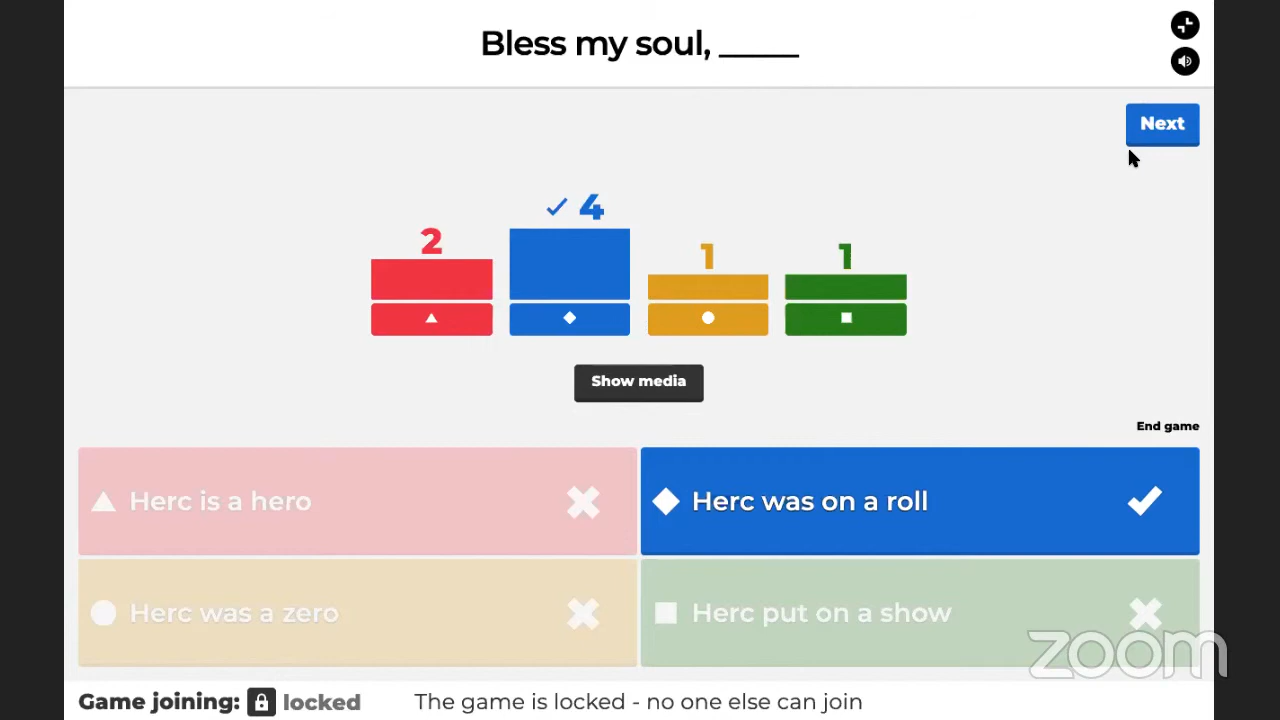 Bless my soul, _____
Next
2
4
1
1
Show media
End game
Herc is a hero
Herc was on a roll
Herc was a zero
Herc put on a show
zoom
Game joining: locked
The game is locked - no one else can join